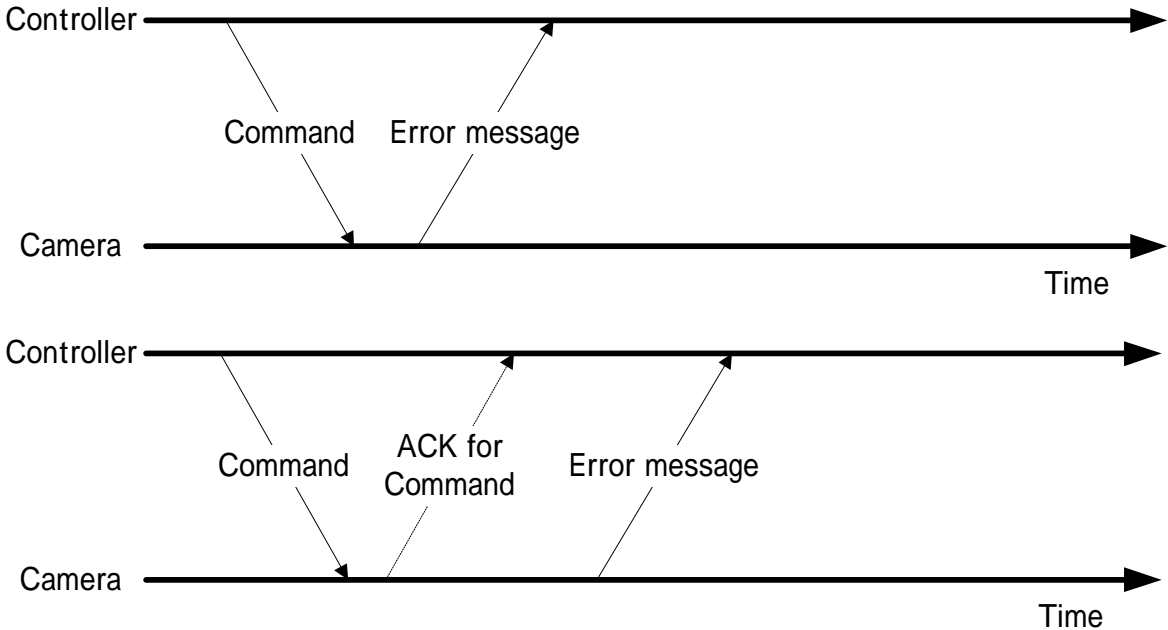 Controller
Command
Error message
Camera
Time
Controller
Command
ACK for
Command
Error message
Camera
Time